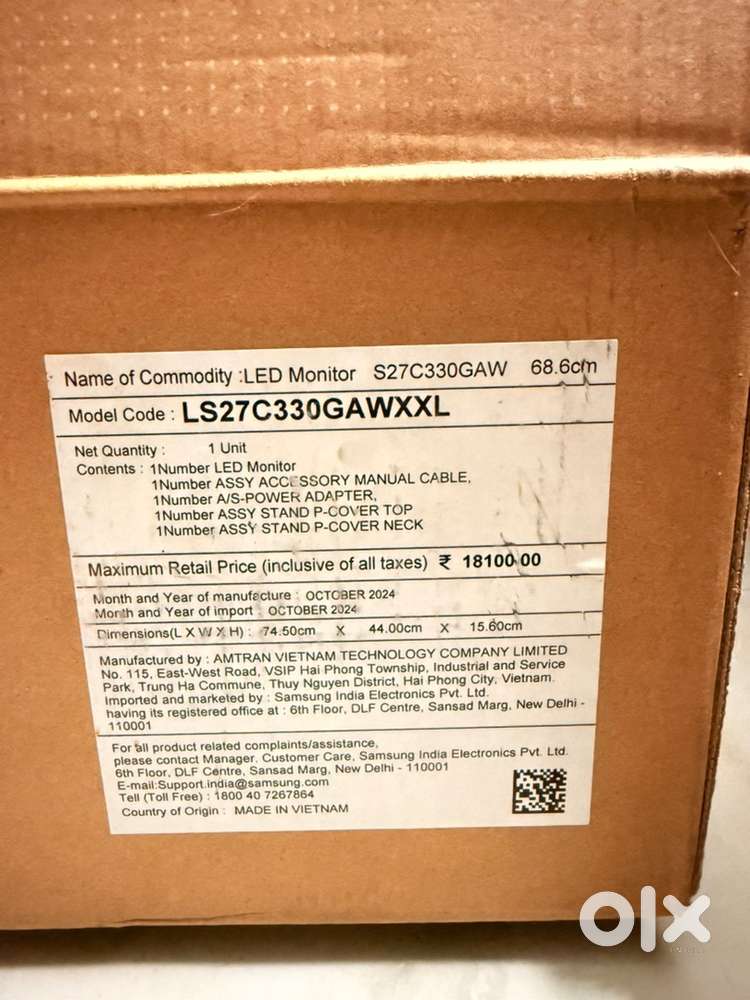 Name of Commodity :LED Monitor S27C330GAW 68.6cm
Model Code : LS27C330GAWXXL
Net Quantity : 1 Unit
Contents : 1Number LED Monitor
1Number ASSY ACCESSORY MANUAL CABLE,
1Number A/S-POWER ADAPTER,
1Number ASSY STAND P-COVER TOP
1Number ASSY STAND P-COVER NECK
Maximum Retail Price (inclusive of all taxes) ₹ 18100.00
Month and Year of manufacture : OCTOBER 2024
Month and Year of import : OCTOBER 2024
Dimensions(L X W X H) : 74.50cm X 44.00cm X 15.60cm
Manufactured by : AMTRAN VIETNAM TECHNOLOGY COMPANY LIMITED
No. 115, East-West Road, VSIP Hai Phong Township, Industrial and Service
Park, Trung Ha Commune, Thuy Nguyen District, Hai Phong City, Vietnam.
Imported and marketed by : Samsung India Electronics Pvt. Ltd.
having its registered office at : 6th Floor, DLF Centre, Sansad Marg, New Delhi -
110001
For all product related complaints/assistance,
please contact Manager, Customer Care, Samsung India Electronics Pvt. Ltd.
6th Floor, DLF Centre, Sansad Marg, New Delhi - 110001
E-mail:Support.india@samsung.com
Tell (Toll Free) : 1800 40 7267864
Country of Origin : MADE IN VIETNAM
olx